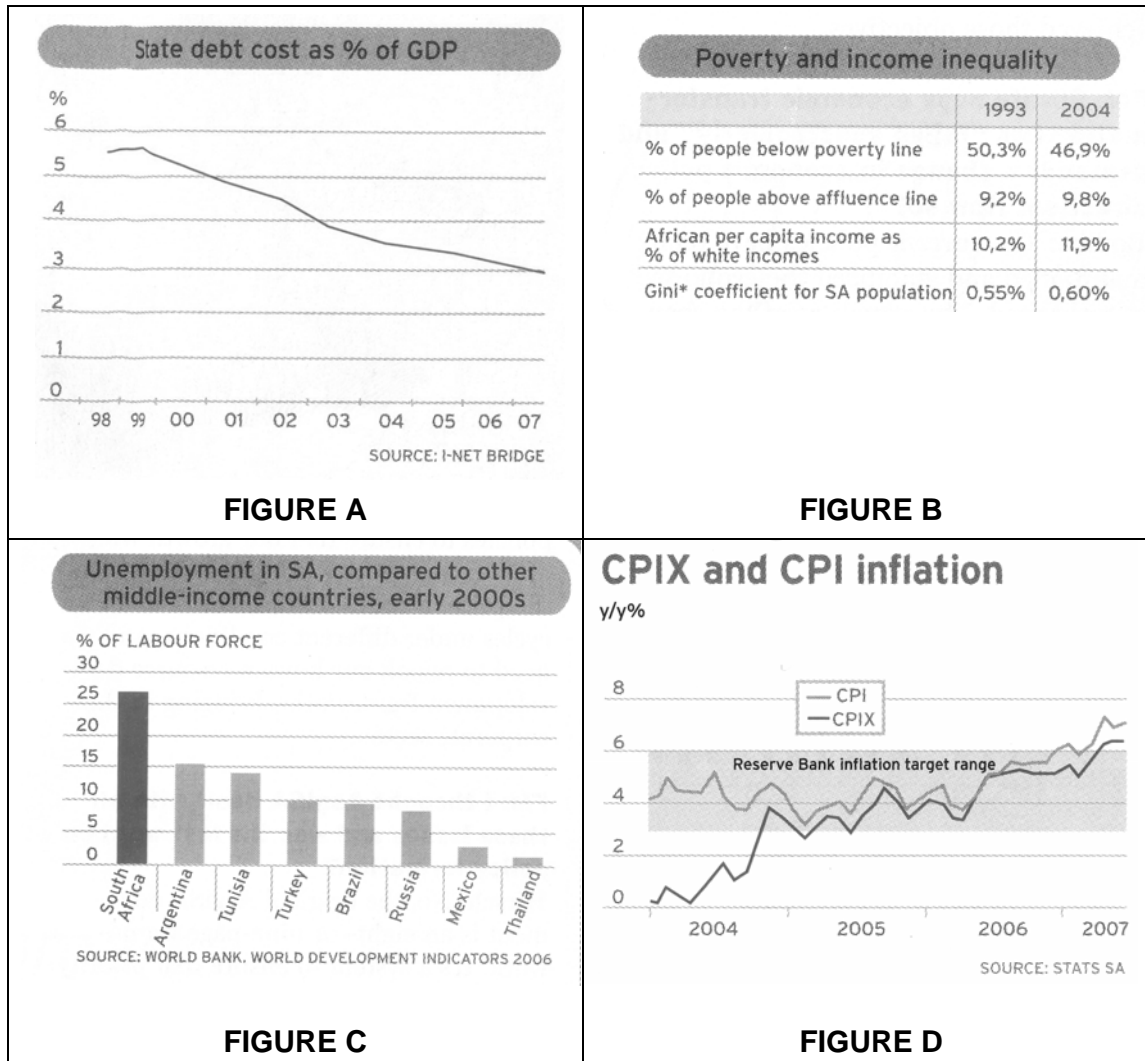 State debt cost as % of GDP
%
6
5
4
3
2
1
0
98 99 00 01 02 03 04 05 06 07
SOURCE: I-NET BRIDGE
FIGURE A
Poverty and income inequality
1993 2004
% of people below poverty line 50,3% 46,9%
% of people above affluence line 9,2% 9,8%
African per capita income as
% of white incomes 10,2% 11,9%
Gini* coefficient for SA population 0,55% 0,60%
FIGURE B
Unemployment in SA, compared to other
middle-income countries, early 2000s
% OF LABOUR FORCE
30
25
20
15
10
5
0
South Africa
Argentina
Tunisia
Turkey
Brazil
Russia
Mexico
Thailand
SOURCE: WORLD BANK. WORLD DEVELOPMENT INDICATORS 2006
FIGURE C
CPIX and CPI inflation
y/y%
8
6
4
2
0
CPI
CPIX
Reserve Bank inflation target range
2004 2005 2006 2007
SOURCE: STATS SA
FIGURE D